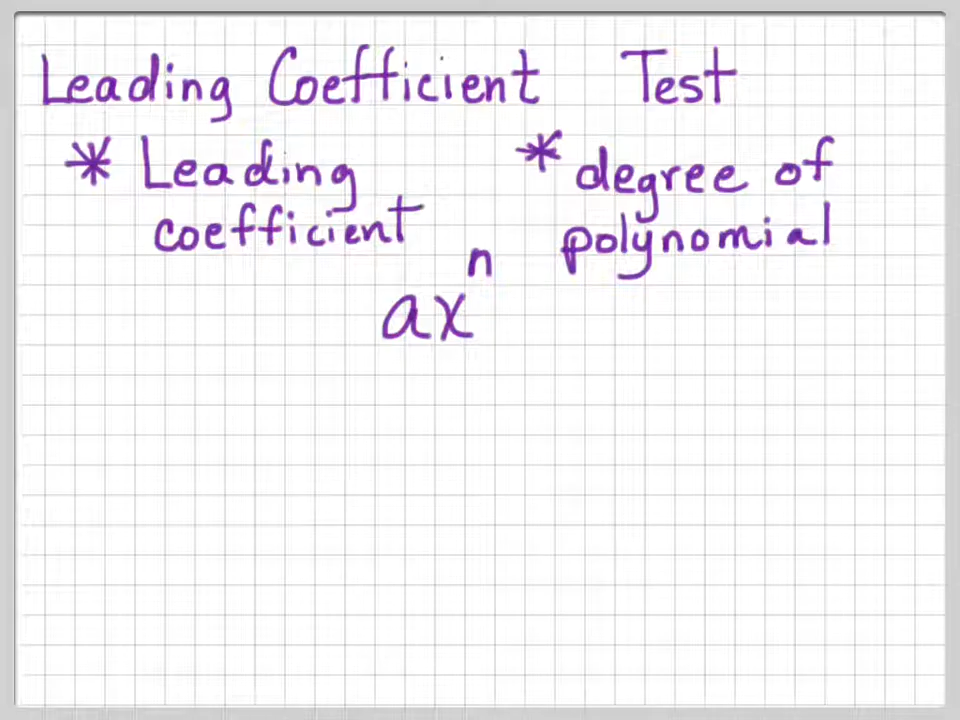 Leading Coefficient Test
* Leading coefficient
* degree of polynomial
ax^n